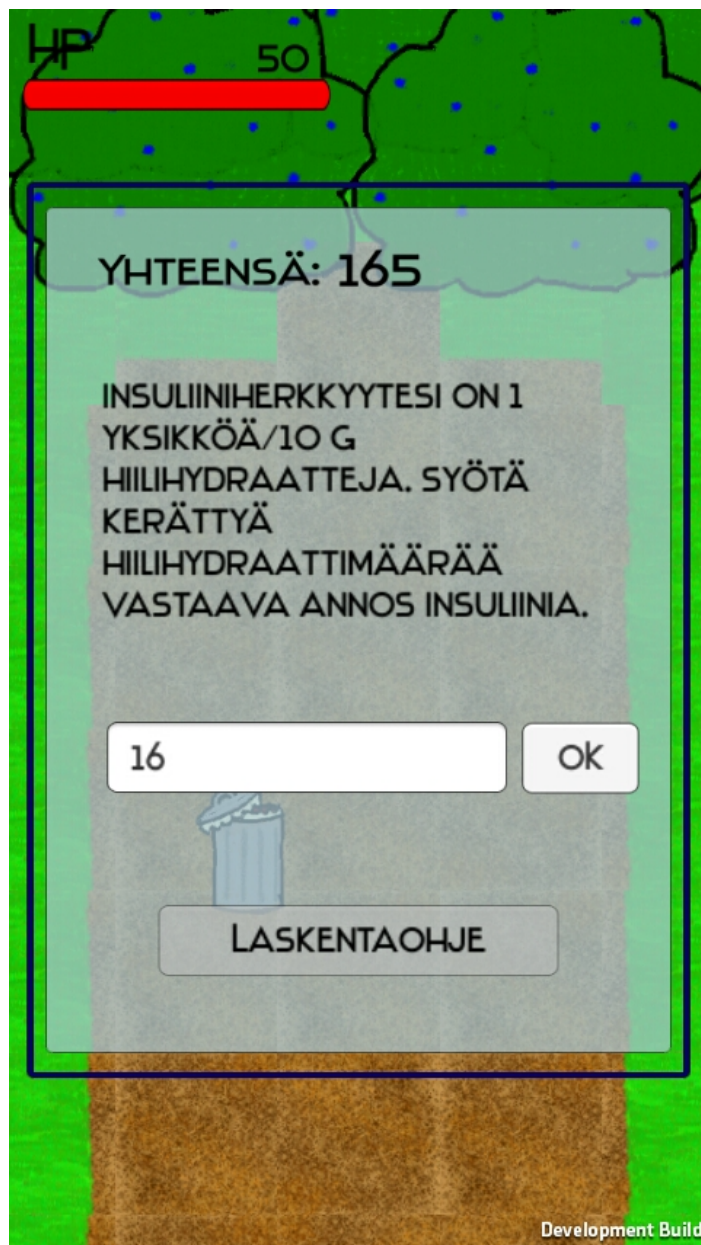 HP
50
YHTEENSÄ: 165
INSULIINIHERKKYYTESI ON 1
YKSIKKÖÄ/10 G
HIILIHYDRAATTEJA. SYÖTÄ
KERÄTTYÄ
HIILIHYDRAATTIMÄÄRÄÄ
VASTAAVA ANNOS INSULIINIA.
16
OK
LASKENTAOHJE
Development Build